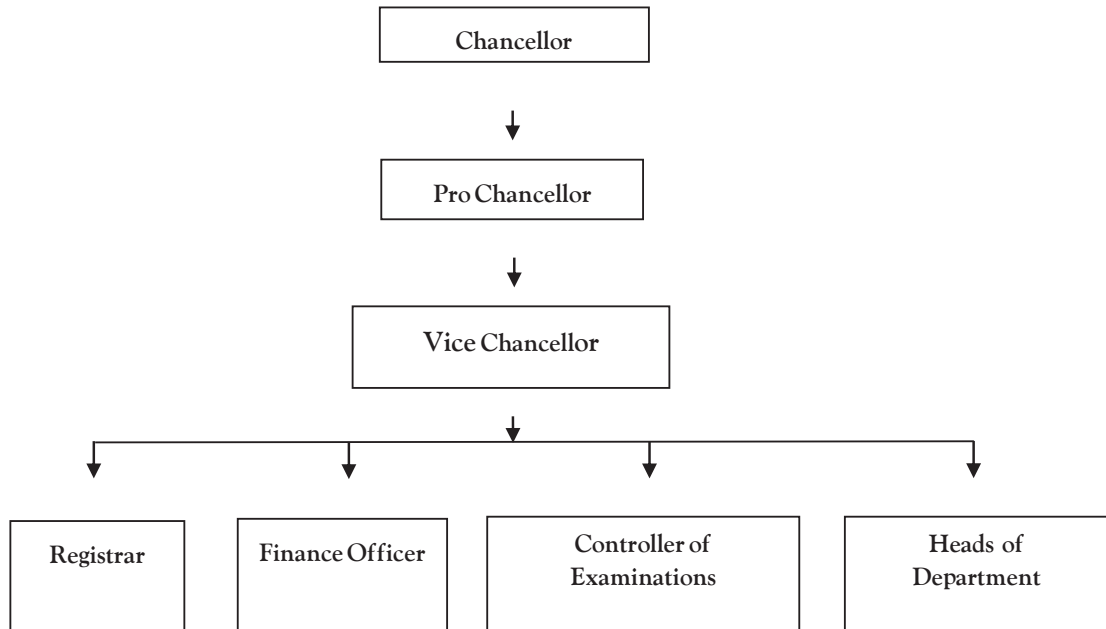 Chancellor
Pro Chancellor
Vice Chancellor
Registrar
Finance Officer
Controller of
Examinations
Heads of
Department